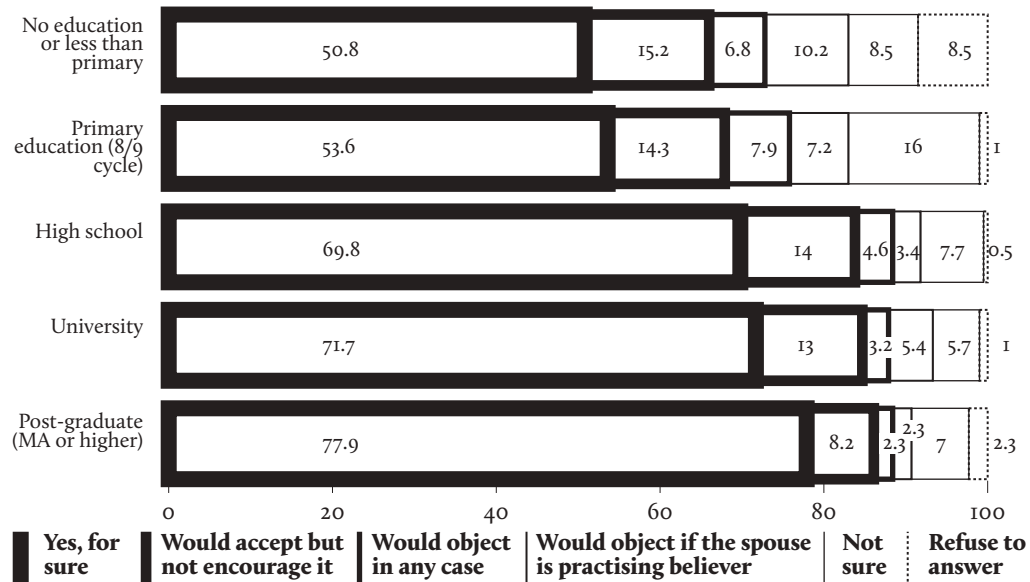 No education
or less than
primary
50.8 15.2 6.8 10.2 8.5 8.5
Primary
education (8/9
cycle)
53.6 14.3 7.9 7.2 16 1
High school
69.8 14 4.6 3.4 7.7 0.5
University
71.7 13 3.2 5.4 5.7 1
Post-graduate
(MA or higher)
77.9 8.2 2.3 2.3 7 2.3
0 20 40 60 80 100
Yes, for
sure
Would accept but
not encourage it
Would object
in any case
Would object if the spouse
is practising believer
Not
sure
Refuse to
answer